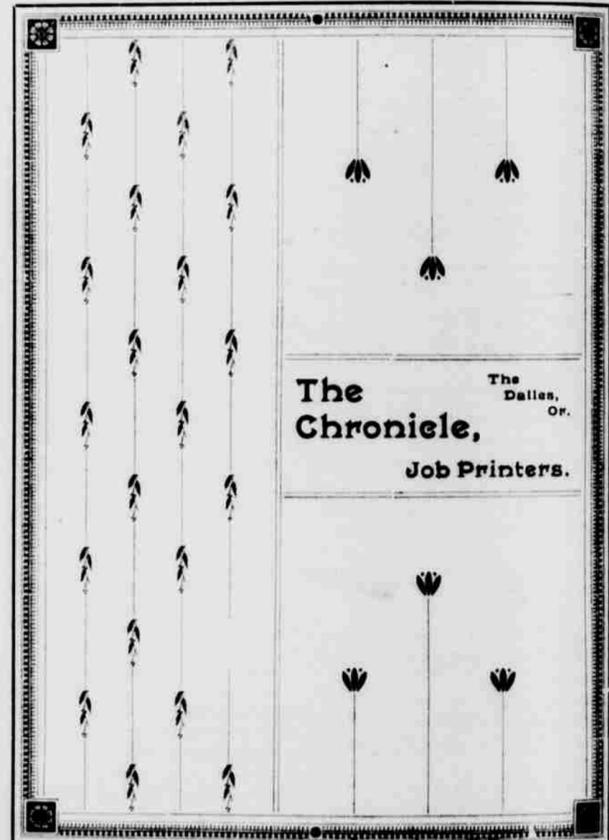 The
Chronicle,
The
Dalles,
Or.
Job Printers.